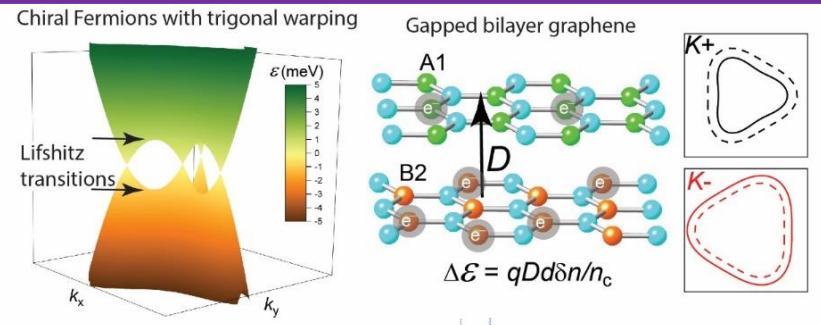 Chiral Fermions with trigonal warping
ε (meV)
5
4
3
2
1
0
-1
-2
-3
-4
-5
Lifshitz
transitions
kx
ky
Gapped bilayer graphene
A1
e
e
D
B2
e
e
e
e
e
Δℰ = qDdδn/nc
K+
K-